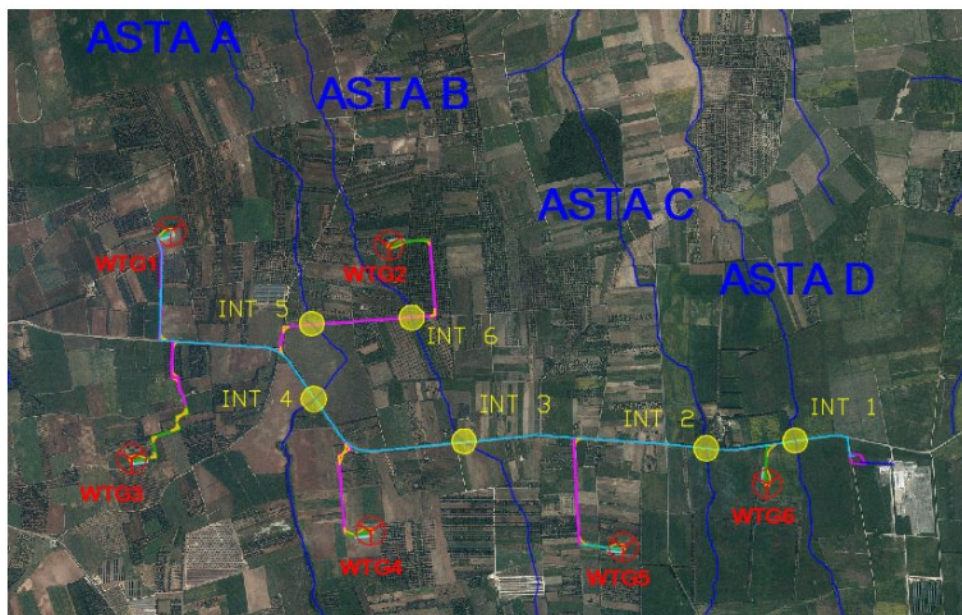 ASTA A
ASTA B
ASTA C
ASTA D
WTG1
WTG2
INT 5
INT 6
INT 4
INT 3
INT 2
INT 1
WTG3
WTG4
WTG5
WTG6